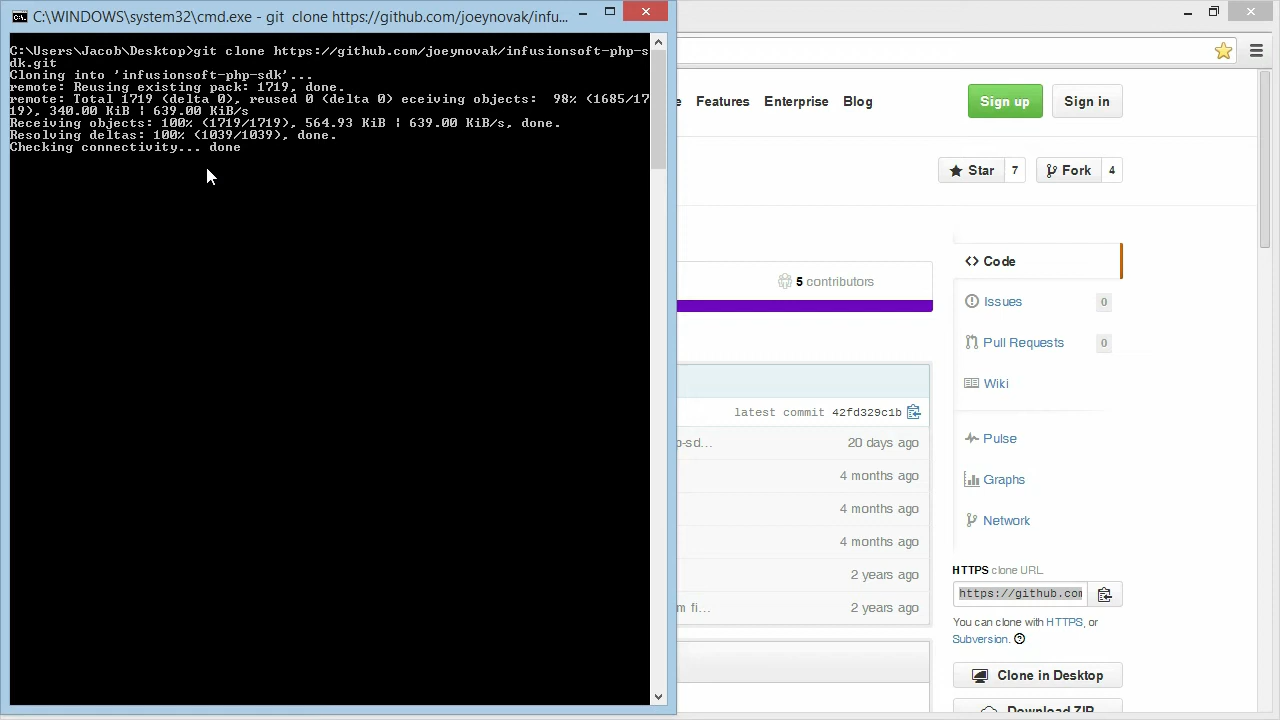 C:\WINDOWS\system32\cmd.exe - git  clone https://github.com/joeynovak/infu...
C:\Users\Jacob\Desktop>git clone https://github.com/joeynovak/infusionsoft-php-s
dk.git
Cloning into 'infusionsoft-php-sdk'...
remote: Reusing existing pack: 1719, done.
remote: Total 1719 (delta 0), reused 0 (delta 0) eceiving objects:  98% (1685/17
19), 340.00 KiB | 632.00 KiB/s
Receiving objects: 100% (1719/1719), 564.93 KiB | 639.00 KiB/s, done.
Resolving deltas: 100% (1039/1039), done.
Checking connectivity... done
Features
Enterprise
Blog
Sign up
Sign in
Star
7
Fork
4
5 contributors
latest commit 42fd329c1b
p-sd...
20 days ago
4 months ago
4 months ago
4 months ago
2 years ago
m fi...
2 years ago
Code
Issues
0
Pull Requests
0
Wiki
Pulse
Graphs
Network
HTTPS clone URL
https://github.com
You can clone with HTTPS, or
Subversion.
Clone in Desktop
Download ZIP